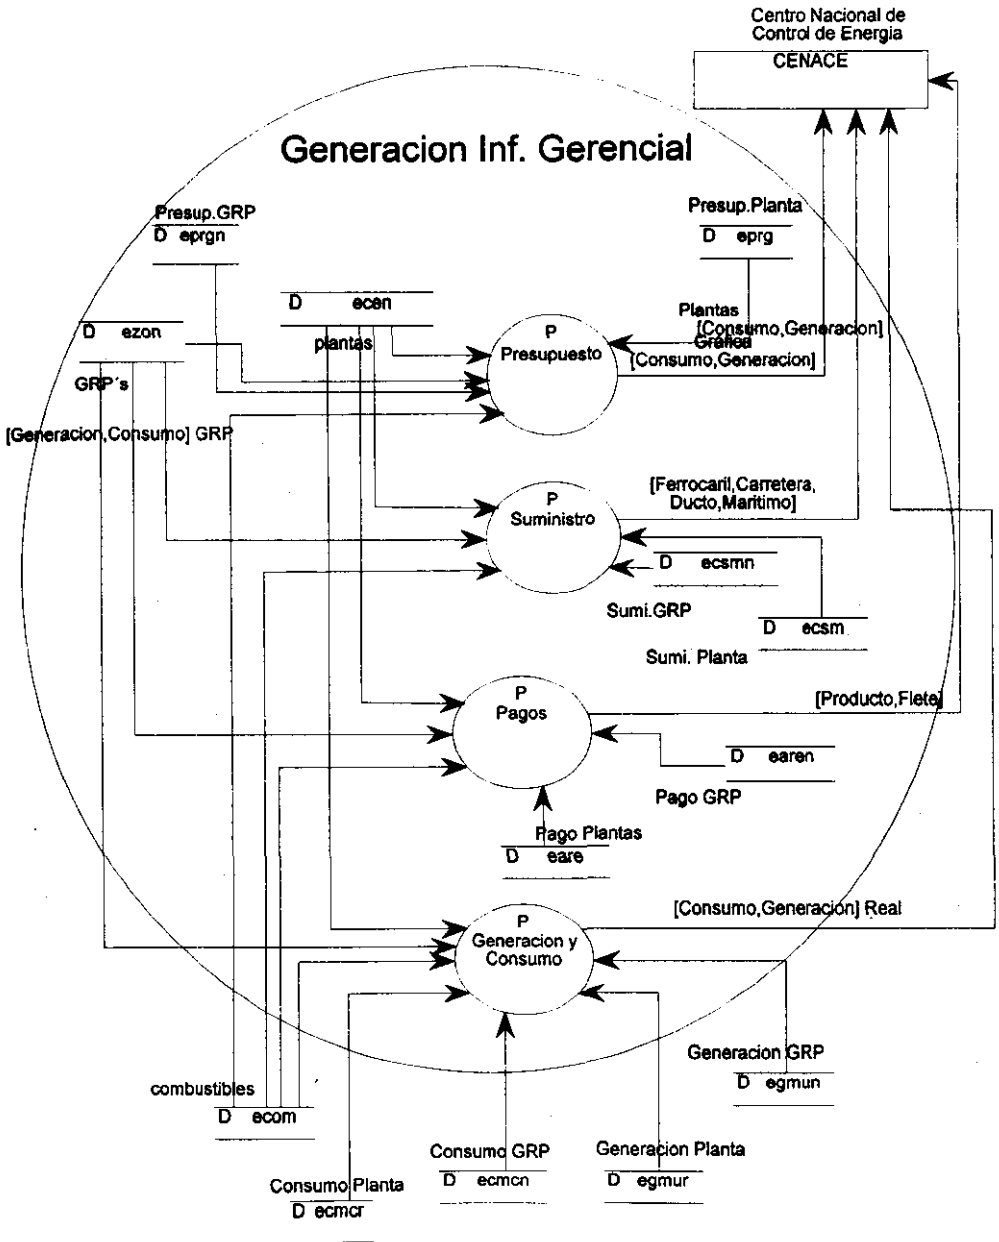 Centro Nacional de
Control de Energia
CENACE
Generacion Inf. Gerencial
Presup.GRP
D eprgn
Presup.Planta
D eprg
D ecen
plantas
D ezon
GRP's
Plantas
[Consumo,Generacion]
Grafica
[Consumo,Generacion]
P
Presupuesto
[Generacion,Consumo] GRP
P
Suministro
[Ferrocaril,Carretera,
Ducto,Maritimo]
D ecsmn
Sumi.GRP
D ecsm
Sumi. Planta
P
Pagos
[Producto,Flete]
D earen
Pago GRP
Pago Plantas
D eare
[Consumo,Generacion] Real
P
Generacion y
Consumo
Generacion GRP
D egmun
combustibles
D ecom
Consumo GRP
D ecmcn
Generacion Planta
D egmur
Consumo Planta
D ecmcr